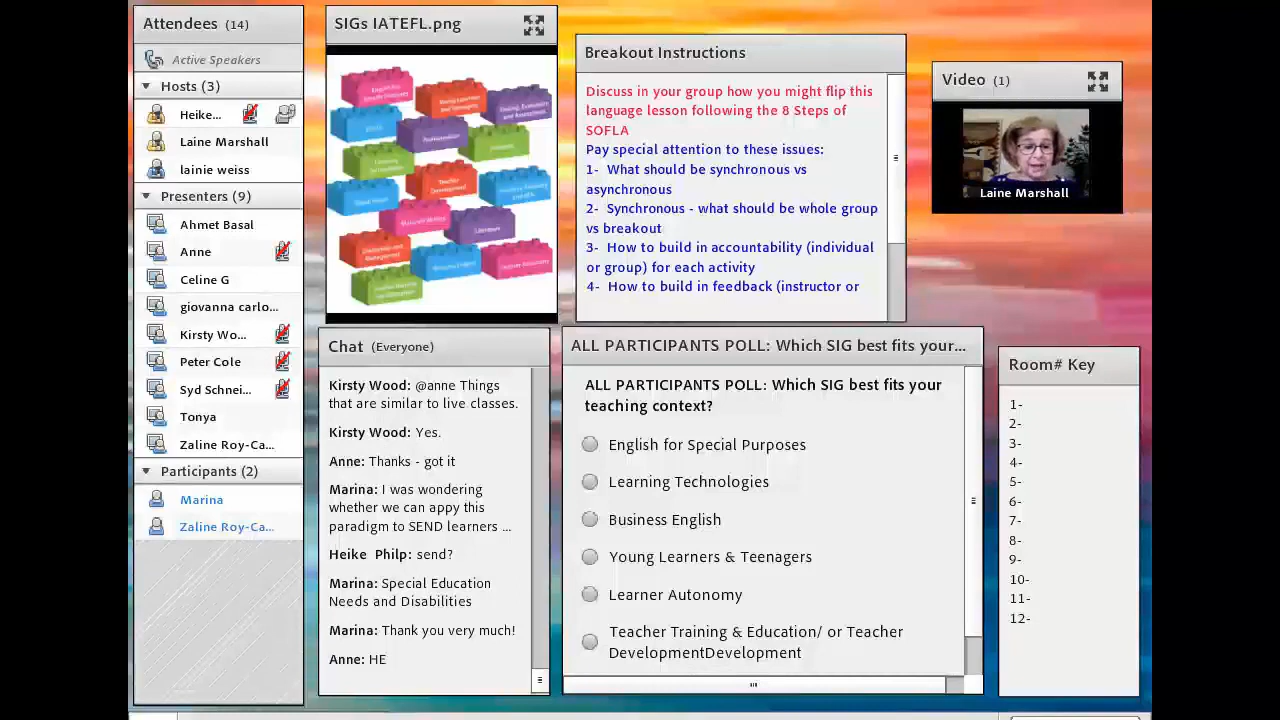 Attendees (14)
Active Speakers
Hosts (3)
Heike...
Laine Marshall
lainie weiss
Presenters (9)
Ahmet Basal
Anne
Celine G
giovanna carlo...
Kirsty Wo...
Peter Cole
Syd Schnei...
Tonya
Zaline Roy-Ca...
Participants (2)
Marina
Zaline Roy-Ca...
SIGs IATEFL.png
Teacher
Development
Literature
Breakout Instructions
Discuss in your group how you might flip this
language lesson following the 8 Steps of
SOFLA
Pay special attention to these issues:
1- What should be synchronous vs
asynchronous
2- Synchronous - what should be whole group
vs breakout
3- How to build in accountability (individual
or group) for each activity
4- How to build in feedback (instructor or
Video (1)
Laine Marshall
Chat (Everyone)
Kirsty Wood: @anne Things
that are similar to live classes.
Kirsty Wood: Yes.
Anne: Thanks - got it
Marina: I was wondering
whether we can appy this
paradigm to SEND learners ...
Heike Philp: send?
Marina: Special Education
Needs and Disabilities
Marina: Thank you very much!
Anne: HE
ALL PARTICIPANTS POLL: Which SIG best fits your...
ALL PARTICIPANTS POLL: Which SIG best fits your
teaching context?
English for Special Purposes
Learning Technologies
Business English
Young Learners & Teenagers
Learner Autonomy
Teacher Training & Education/ or Teacher
DevelopmentDevelopment
Room# Key
1-
2-
3-
4-
5-
6-
7-
8-
9-
10-
11-
12-